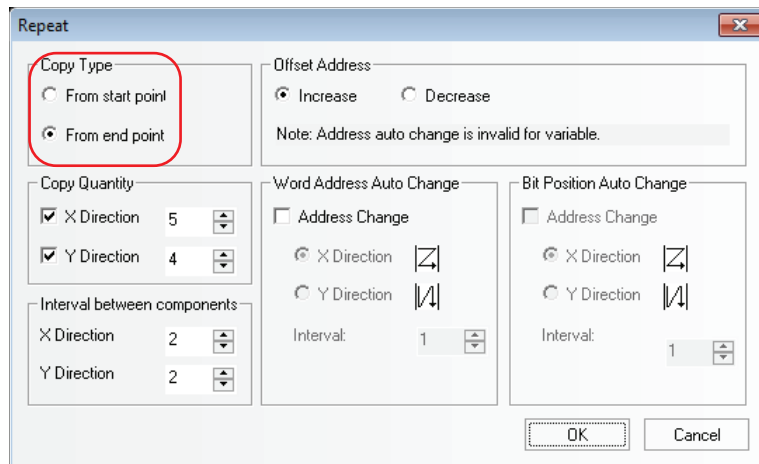 Repeat
Copy Type
From start point
From end point
Offset Address
Increase
Decrease
Note: Address auto change is invalid for variable.
Copy Quantity
X Direction 5
Y Direction 4
Interval between components
X Direction 2
Y Direction 2
Word Address Auto Change
Address Change
X Direction
Y Direction
Interval: 1
Bit Position Auto Change
Address Change
X Direction
Y Direction
Interval: 1
OK
Cancel